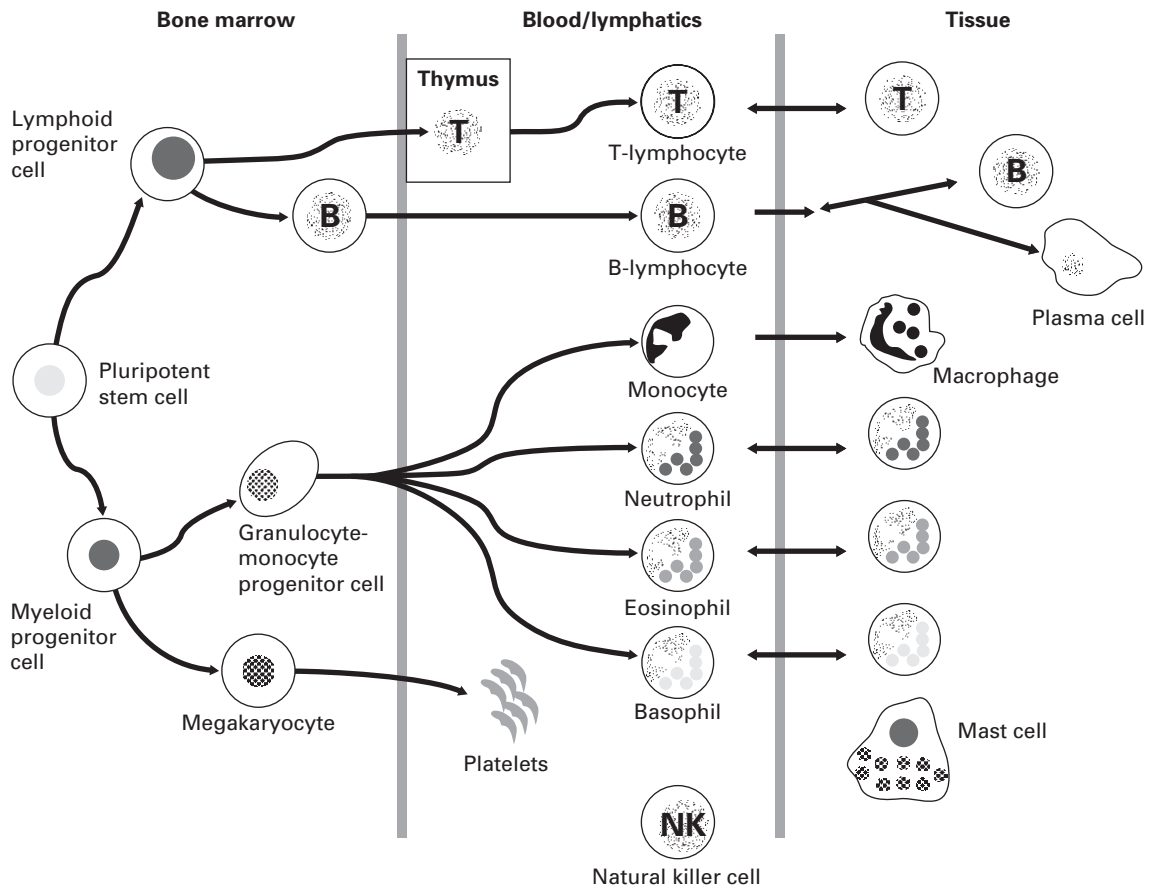 Bone marrow
Blood/lymphatics
Tissue
Thymus
T
T
T
Lymphoid
progenitor
cell
T-lymphocyte
B
B
B
B-lymphocyte
Plasma cell
Pluripotent
stem cell
Monocyte
Macrophage
Neutrophil
Granulocyte-
monocyte
progenitor cell
Eosinophil
Myeloid
progenitor
cell
Megakaryocyte
Basophil
Mast cell
Platelets
NK
Natural killer cell